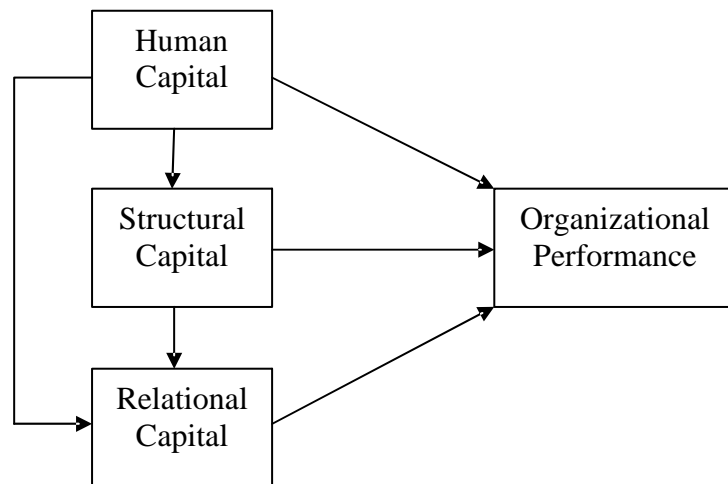 Human
Capital
Structural
Capital
Organizational
Performance
Relational
Capital